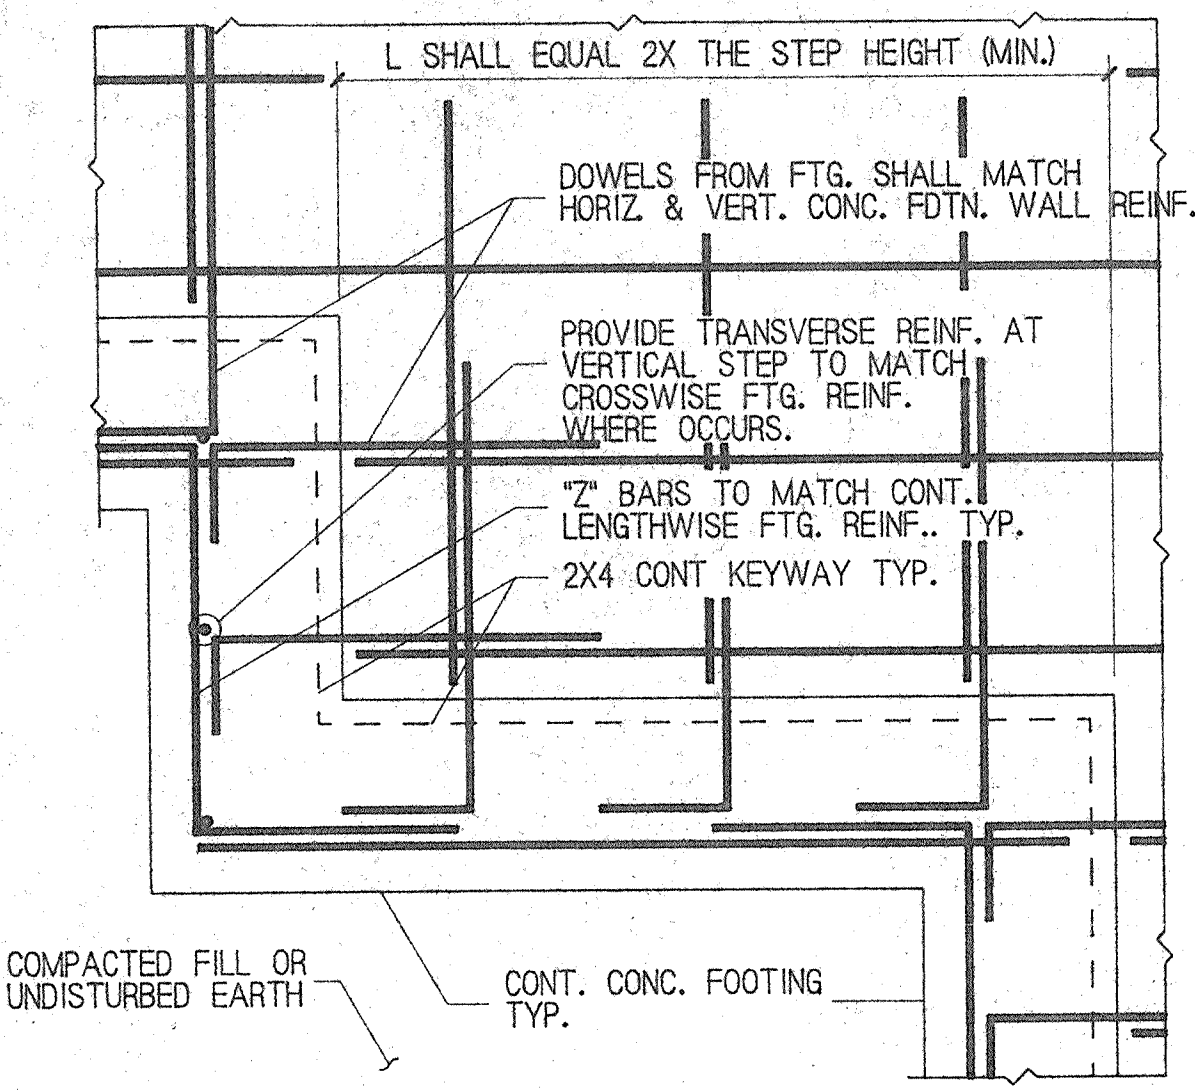 L SHALL EQUAL 2X THE STEP HEIGHT (MIN.)
DOWELS FROM FTG. SHALL MATCH
HORIZ. & VERT. CONC. FDTN. WALL REINF.
PROVIDE TRANSVERSE REINF. AT
VERTICAL STEP TO MATCH
CROSSWISE FTG. REINF.
WHERE OCCURS.
"Z" BARS TO MATCH CONT.
LENGTHWISE FTG. REINF.. TYP.
2X4 CONT KEYWAY TYP.
COMPACTED FILL OR
UNDISTURBED EARTH
CONT. CONC. FOOTING
TYP.